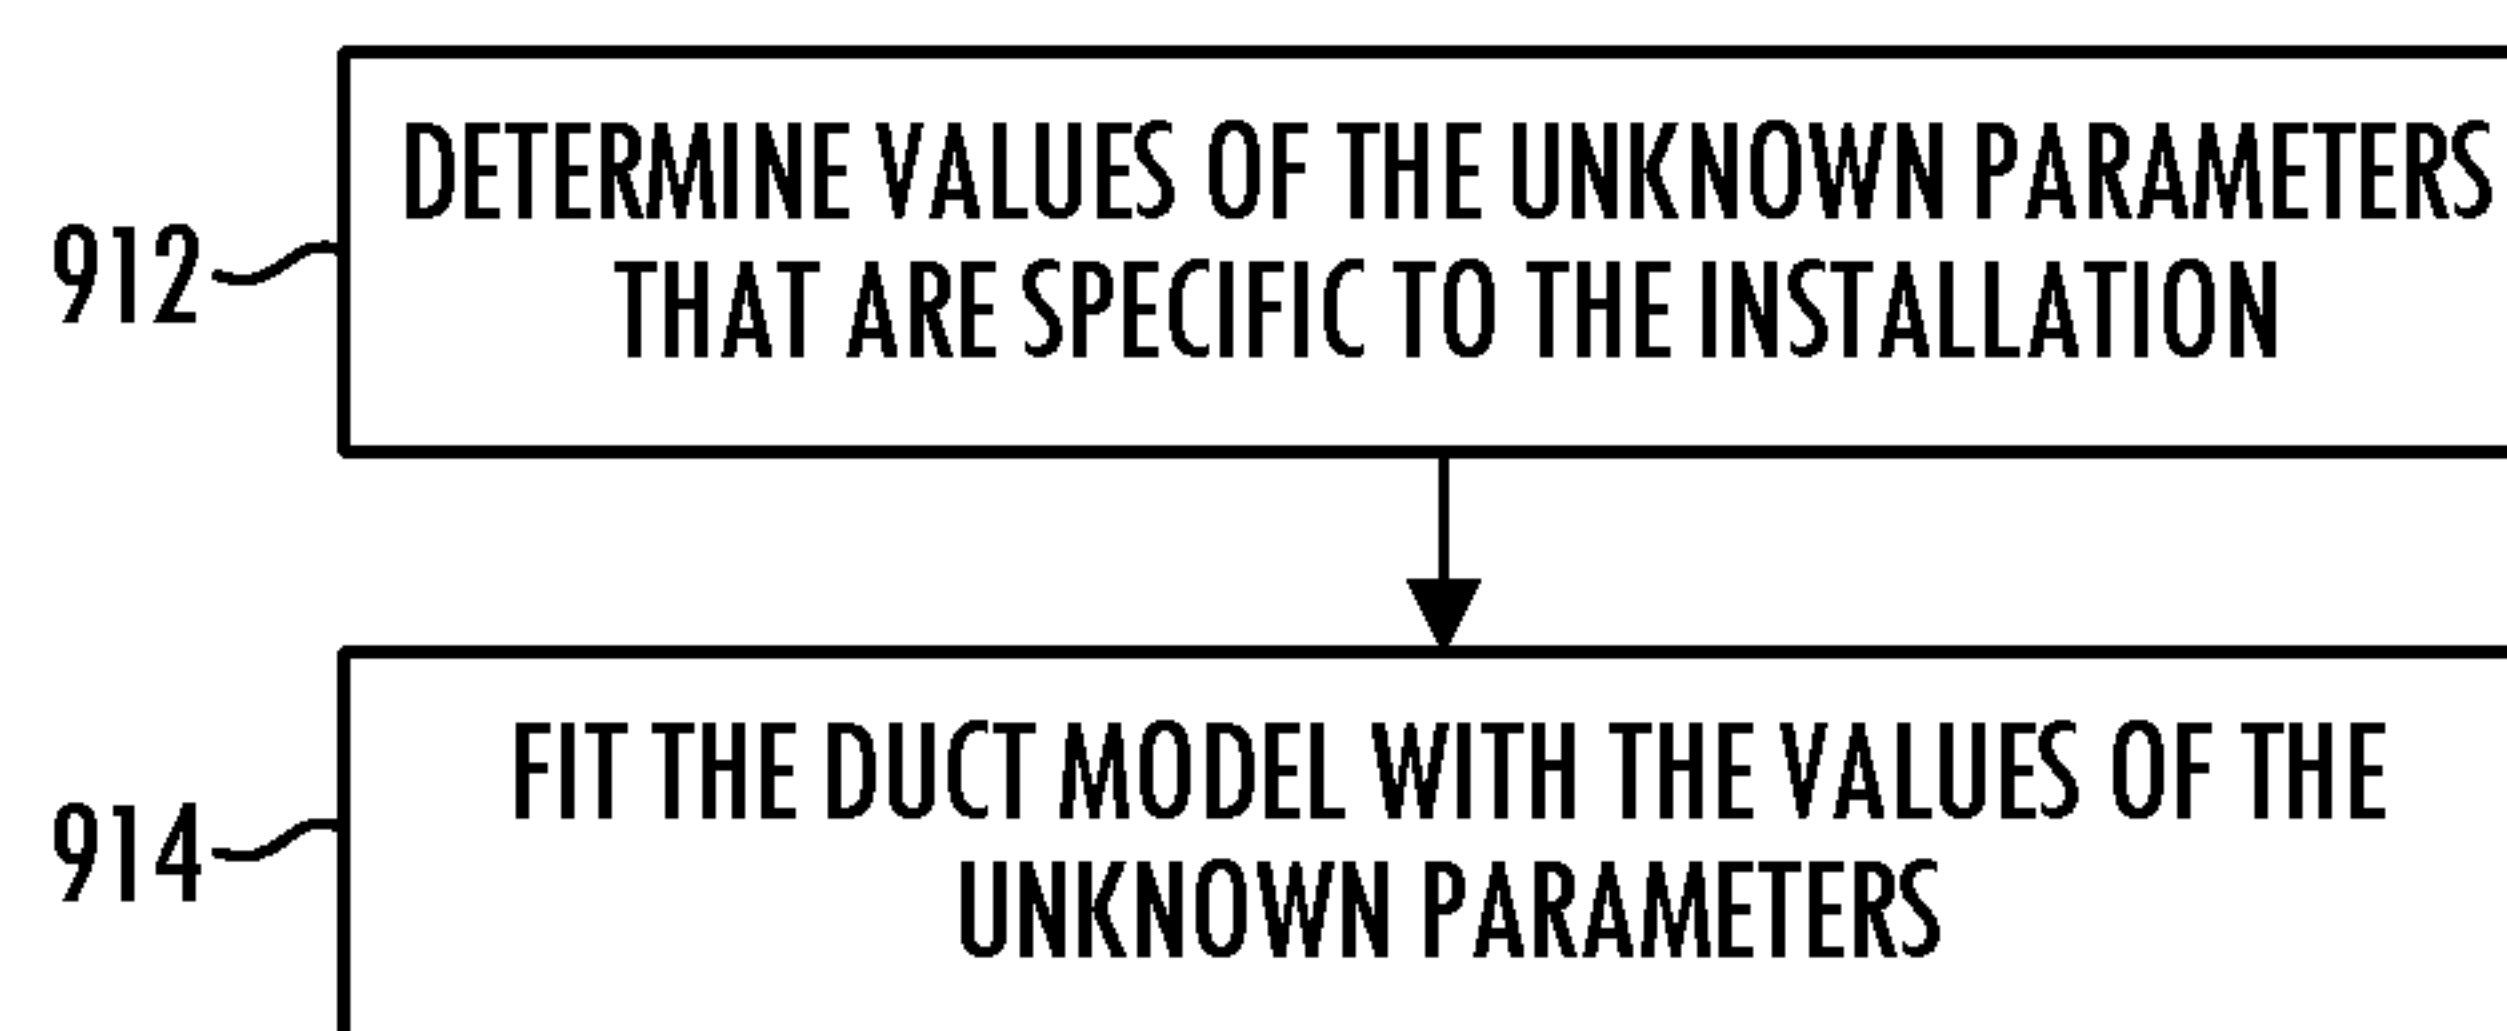 DETERMINE VALUES OF THE UNKNOWN PARAMETERS
THAT ARE SPECIFIC TO THE INSTALLATION
912
FIT THE DUCT MODEL WITH THE VALUES OF THE
UNKNOWN PARAMETERS
914